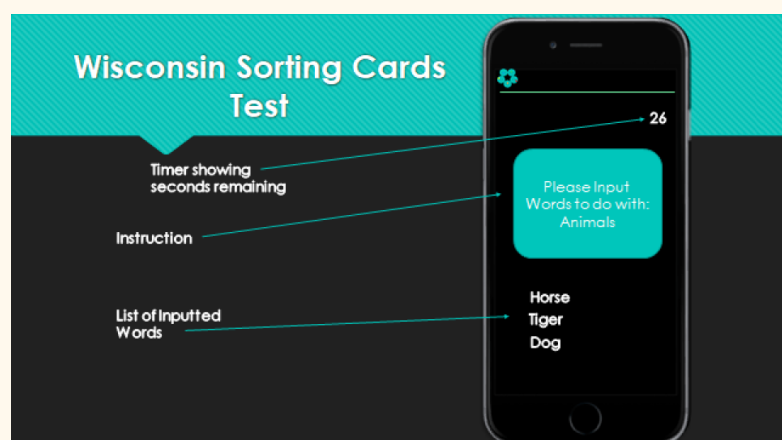 Wisconsin Sorting Cards
Test
26
Timer showing
seconds remaining
Please Input
Words to do with:
Animals
Instruction
Horse
List of Inputted
Words
Tiger
Dog